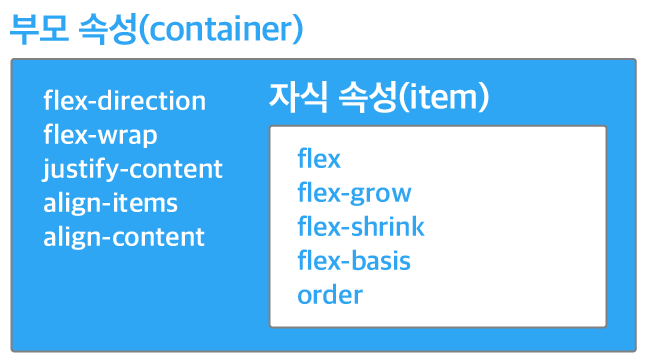 부모 속성(container)
flex-direction
flex-wrap
justify-content
align-items
align-content
자식 속성(item)
flex
flex-grow
flex-shrink
flex-basis
order